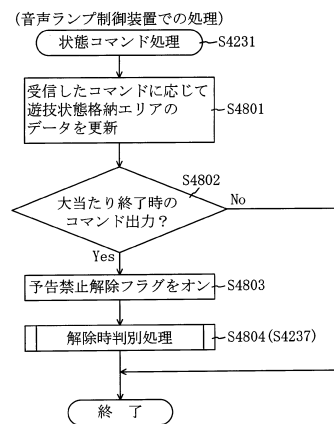 (音声ランプ制御装置での処理)
状態コマンド処理
S4231
受信したコマンドに応じて
遊技状態格納エリアの
データを更新
S4801
S4802
大当たり終了時の
コマンド出力?
No
Yes
予告禁止解除フラグをオン
S4803
解除時判別処理
S4804(S4237)
終 了